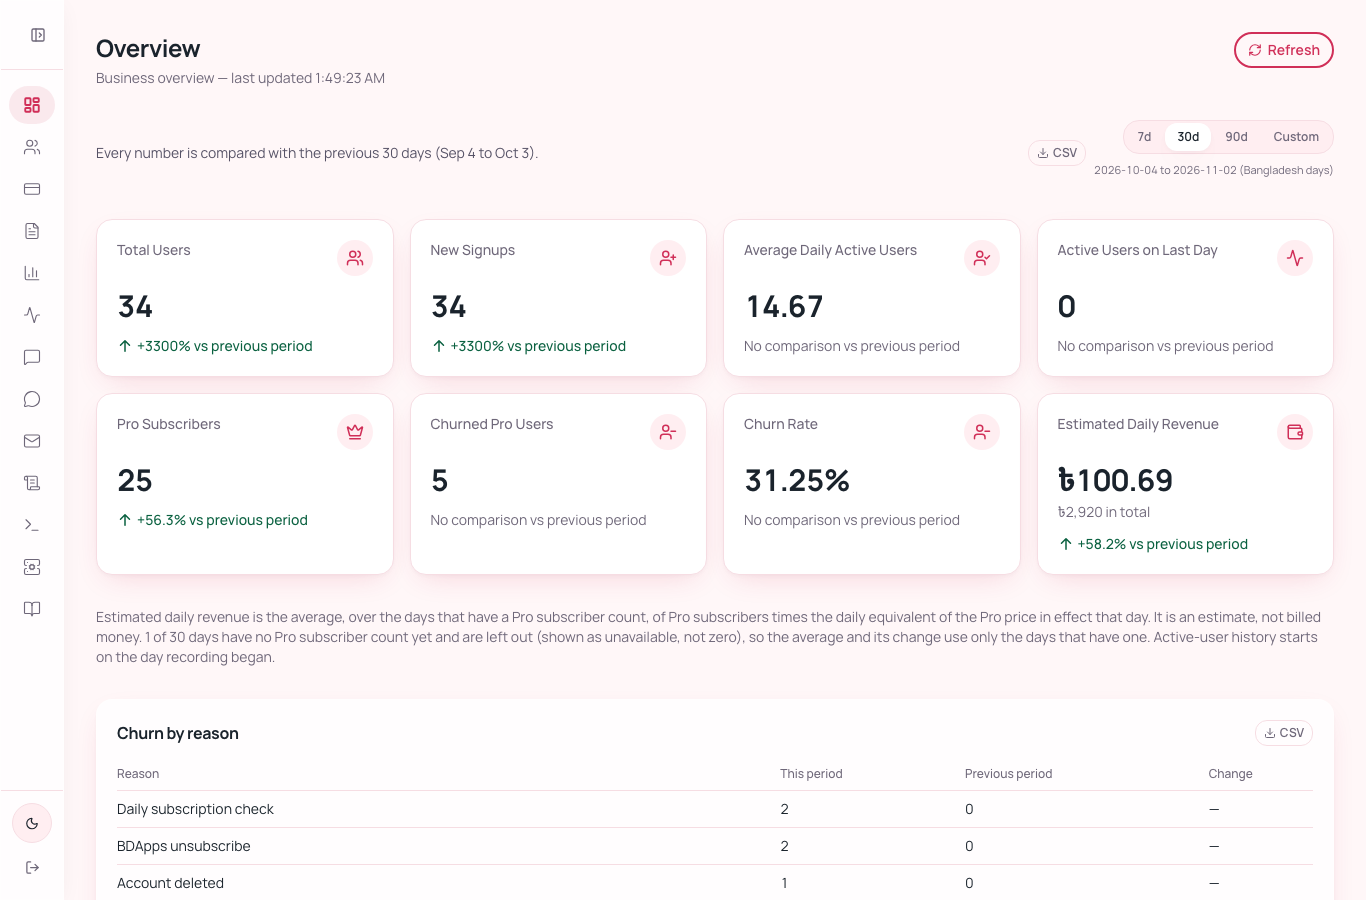 Overview
Refresh
Business overview — last updated 1:49:23 AM
7d 30d 90d Custom
Every number is compared with the previous 30 days (Sep 4 to Oct 3).
CSV
2026-10-04 to 2026-11-02 (Bangladesh days)
Total Users
34
+3300% vs previous period
New Signups
34
+3300% vs previous period
Average Daily Active Users
14.67
No comparison vs previous period
Active Users on Last Day
0
No comparison vs previous period
Pro Subscribers
25
+56.3% vs previous period
Churned Pro Users
5
No comparison vs previous period
Churn Rate
31.25%
No comparison vs previous period
Estimated Daily Revenue
৳100.69
৳2,920 in total
+58.2% vs previous period
Estimated daily revenue is the average, over the days that have a Pro subscriber count, of Pro subscribers times the daily equivalent of the Pro price in effect that day. It is an estimate, not billed
money. 1 of 30 days have no Pro subscriber count yet and are left out (shown as unavailable, not zero), so the average and its change use only the days that have one. Active-user history starts
on the day recording began.
Churn by reason
CSV
Reason This period Previous period Change
Daily subscription check 2 0 —
BDApps unsubscribe 2 0 —
Account deleted 1 0 —